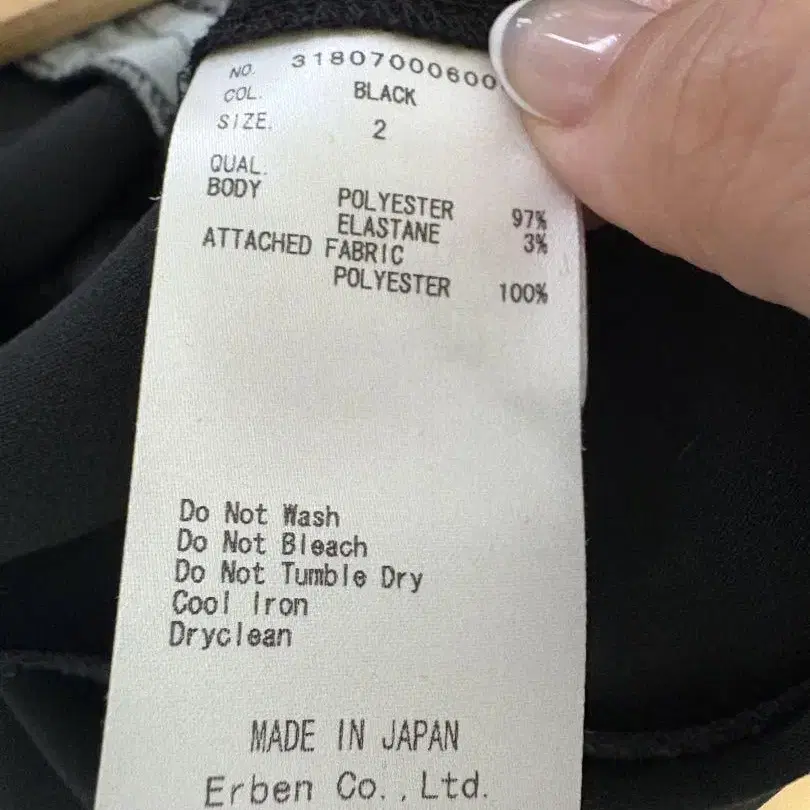 NO. 31807000600
COL. BLACK
SIZE. 2
QUAL.
BODY
POLYESTER 97%
ELASTANE 3%
ATTACHED FABRIC
POLYESTER 100%
Do Not Wash
Do Not Bleach
Do Not Tumble Dry
Cool Iron
Dryclean
MADE IN JAPAN
Erben Co.,Ltd.